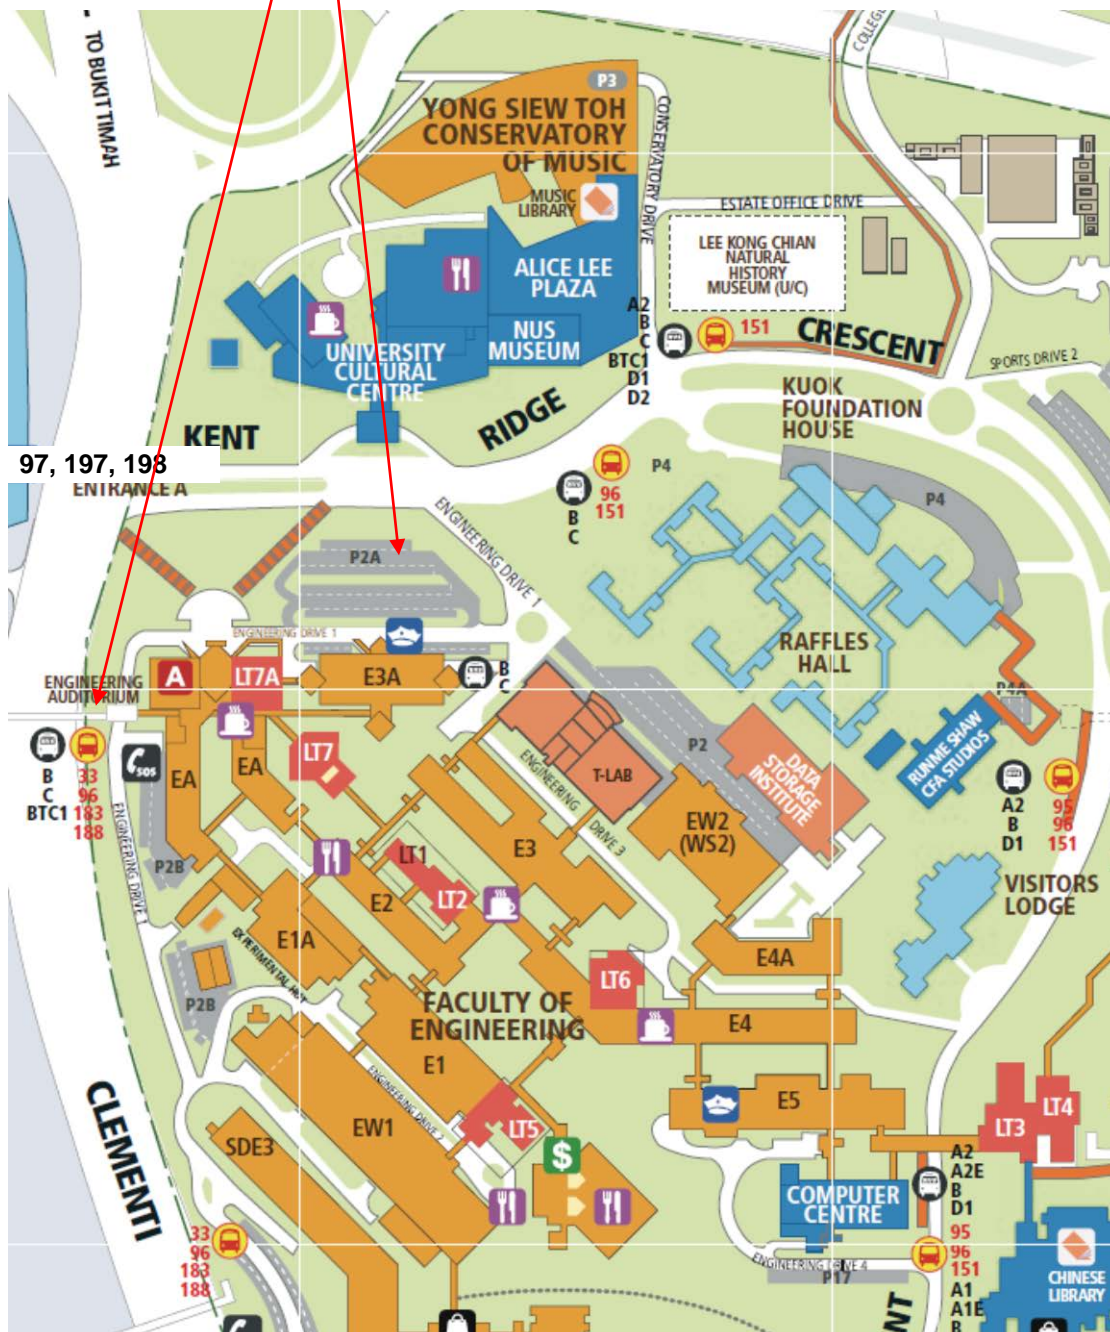 TO BUKIT TIMAH
COLLEGE
P3
YONG SIEW TOH
CONSERVATORY
OF MUSIC
MUSIC
LIBRARY
CONSERVATORY DRIVE
ESTATE OFFICE DRIVE
LEE KONG CHIAN
NATURAL
HISTORY
MUSEUM (U/C)
ALICE LEE
PLAZA
NUS
MUSEUM
UNIVERSITY
CULTURAL
CENTRE
A2
B
C
BTC1
D1
D2
151
CRESCENT
SPORTS DRIVE 2
KUOK
FOUNDATION
HOUSE
RIDGE
KENT
97, 197, 198
ENTRANCE A
P4
P4
96
151
B
C
ENGINEERING DRIVE 1
P2A
ENGINEERING DRIVE 1
RAFFLES
HALL
ENGINEERING
AUDITORIUM
A
LT7A
E3A
B
C
P4A
P2
B
C
BTC1
33
96
183
188
SOS
EA
EA
LT7
T-LAB
DATA
STORAGE
INSTITUTE
RUNME SHAW
CFA STUDIOS
A2
B
D1
95
96
151
ENGINEERING DRIVE 3
EW2
(WS2)
ENGINEERING DRIVE 1
P2B
LT1
LT2
E3
E2
VISITORS
LODGE
E1A
EXPERIMENTAL HUT
P2B
E4A
LT6
FACULTY OF
ENGINEERING
E4
E1
ENGINEERING DRIVE 2
CLEMENTI
EW1
LT5
E5
LT3
LT4
SDE3
$
COMPUTER
CENTRE
A2
A2E
B
D1
95
96
151
33
96
183
188
ENGINEERING DRIVE 4
P17
CHINESE
LIBRARY
A1
A1E
B
NT